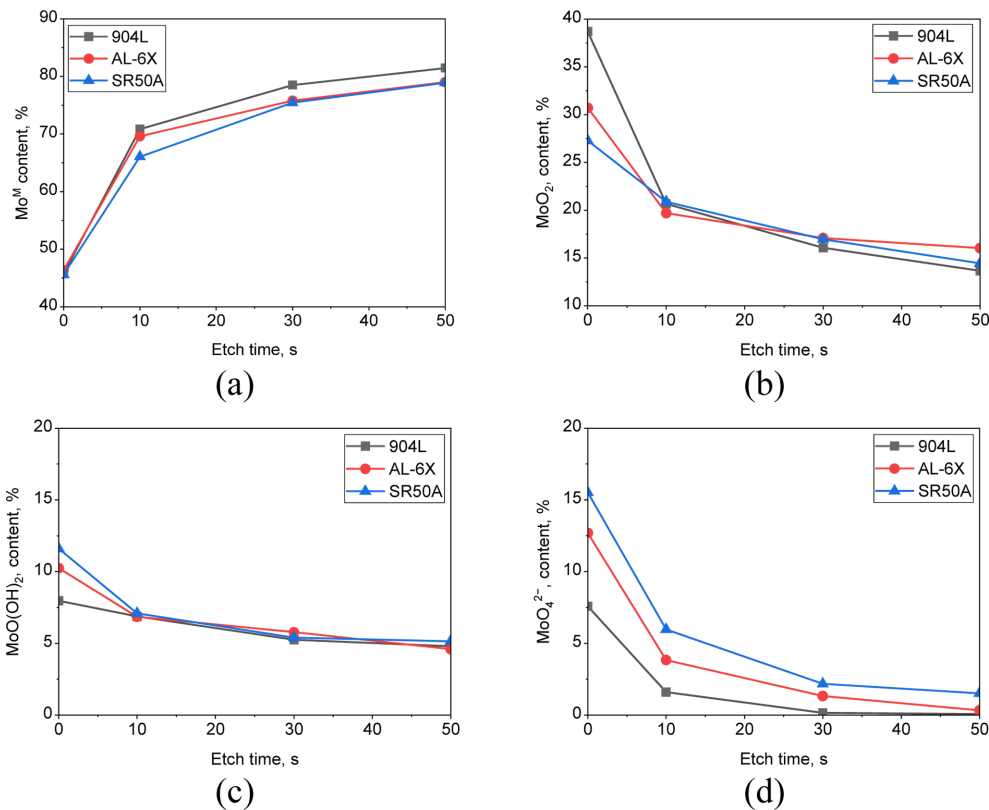 90
80
70
60
50
40
Mo^M content, %
904L
AL-6X
SR50A
0 10 20 30 40 50
Etch time, s
(a)
40
35
30
25
20
15
10
MoO₂, content, %
904L
AL-6X
SR50A
0 10 20 30 40 50
Etch time, s
(b)
20
15
10
5
0
MoO(OH)₂, content, %
904L
AL-6X
SR50A
0 10 20 30 40 50
Etch time, s
(c)
20
15
10
5
0
MoO₄²⁻, content, %
904L
AL-6X
SR50A
0 10 20 30 40 50
Etch time, s
(d)